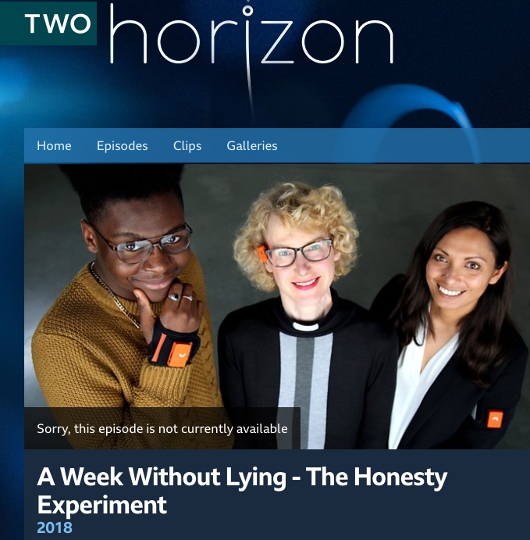 TWO
horizon
Home Episodes Clips Galleries
Sorry, this episode is not currently available
A Week Without Lying - The Honesty
Experiment
2018